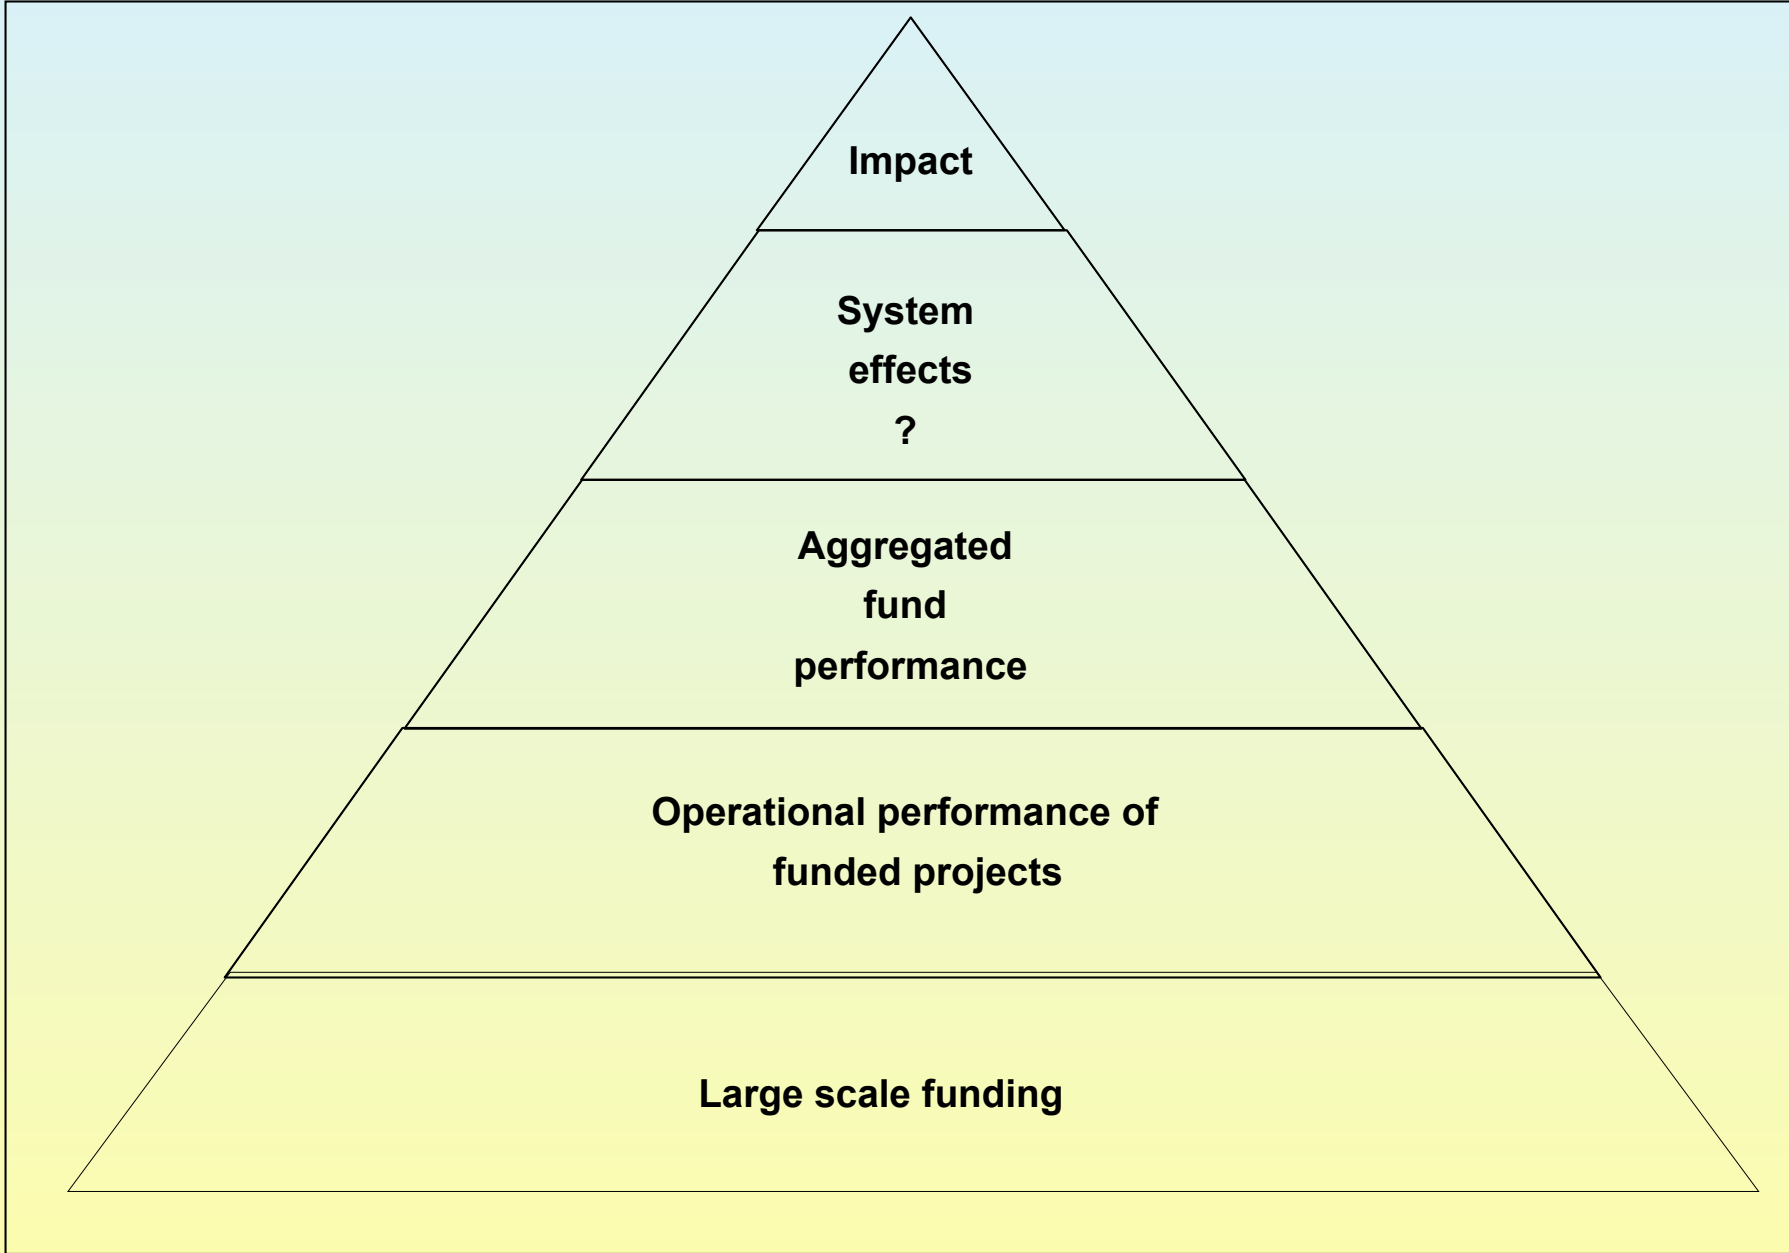 Impact
System
effects
?
Aggregated
fund
performance
Operational performance of
funded projects
Large scale funding